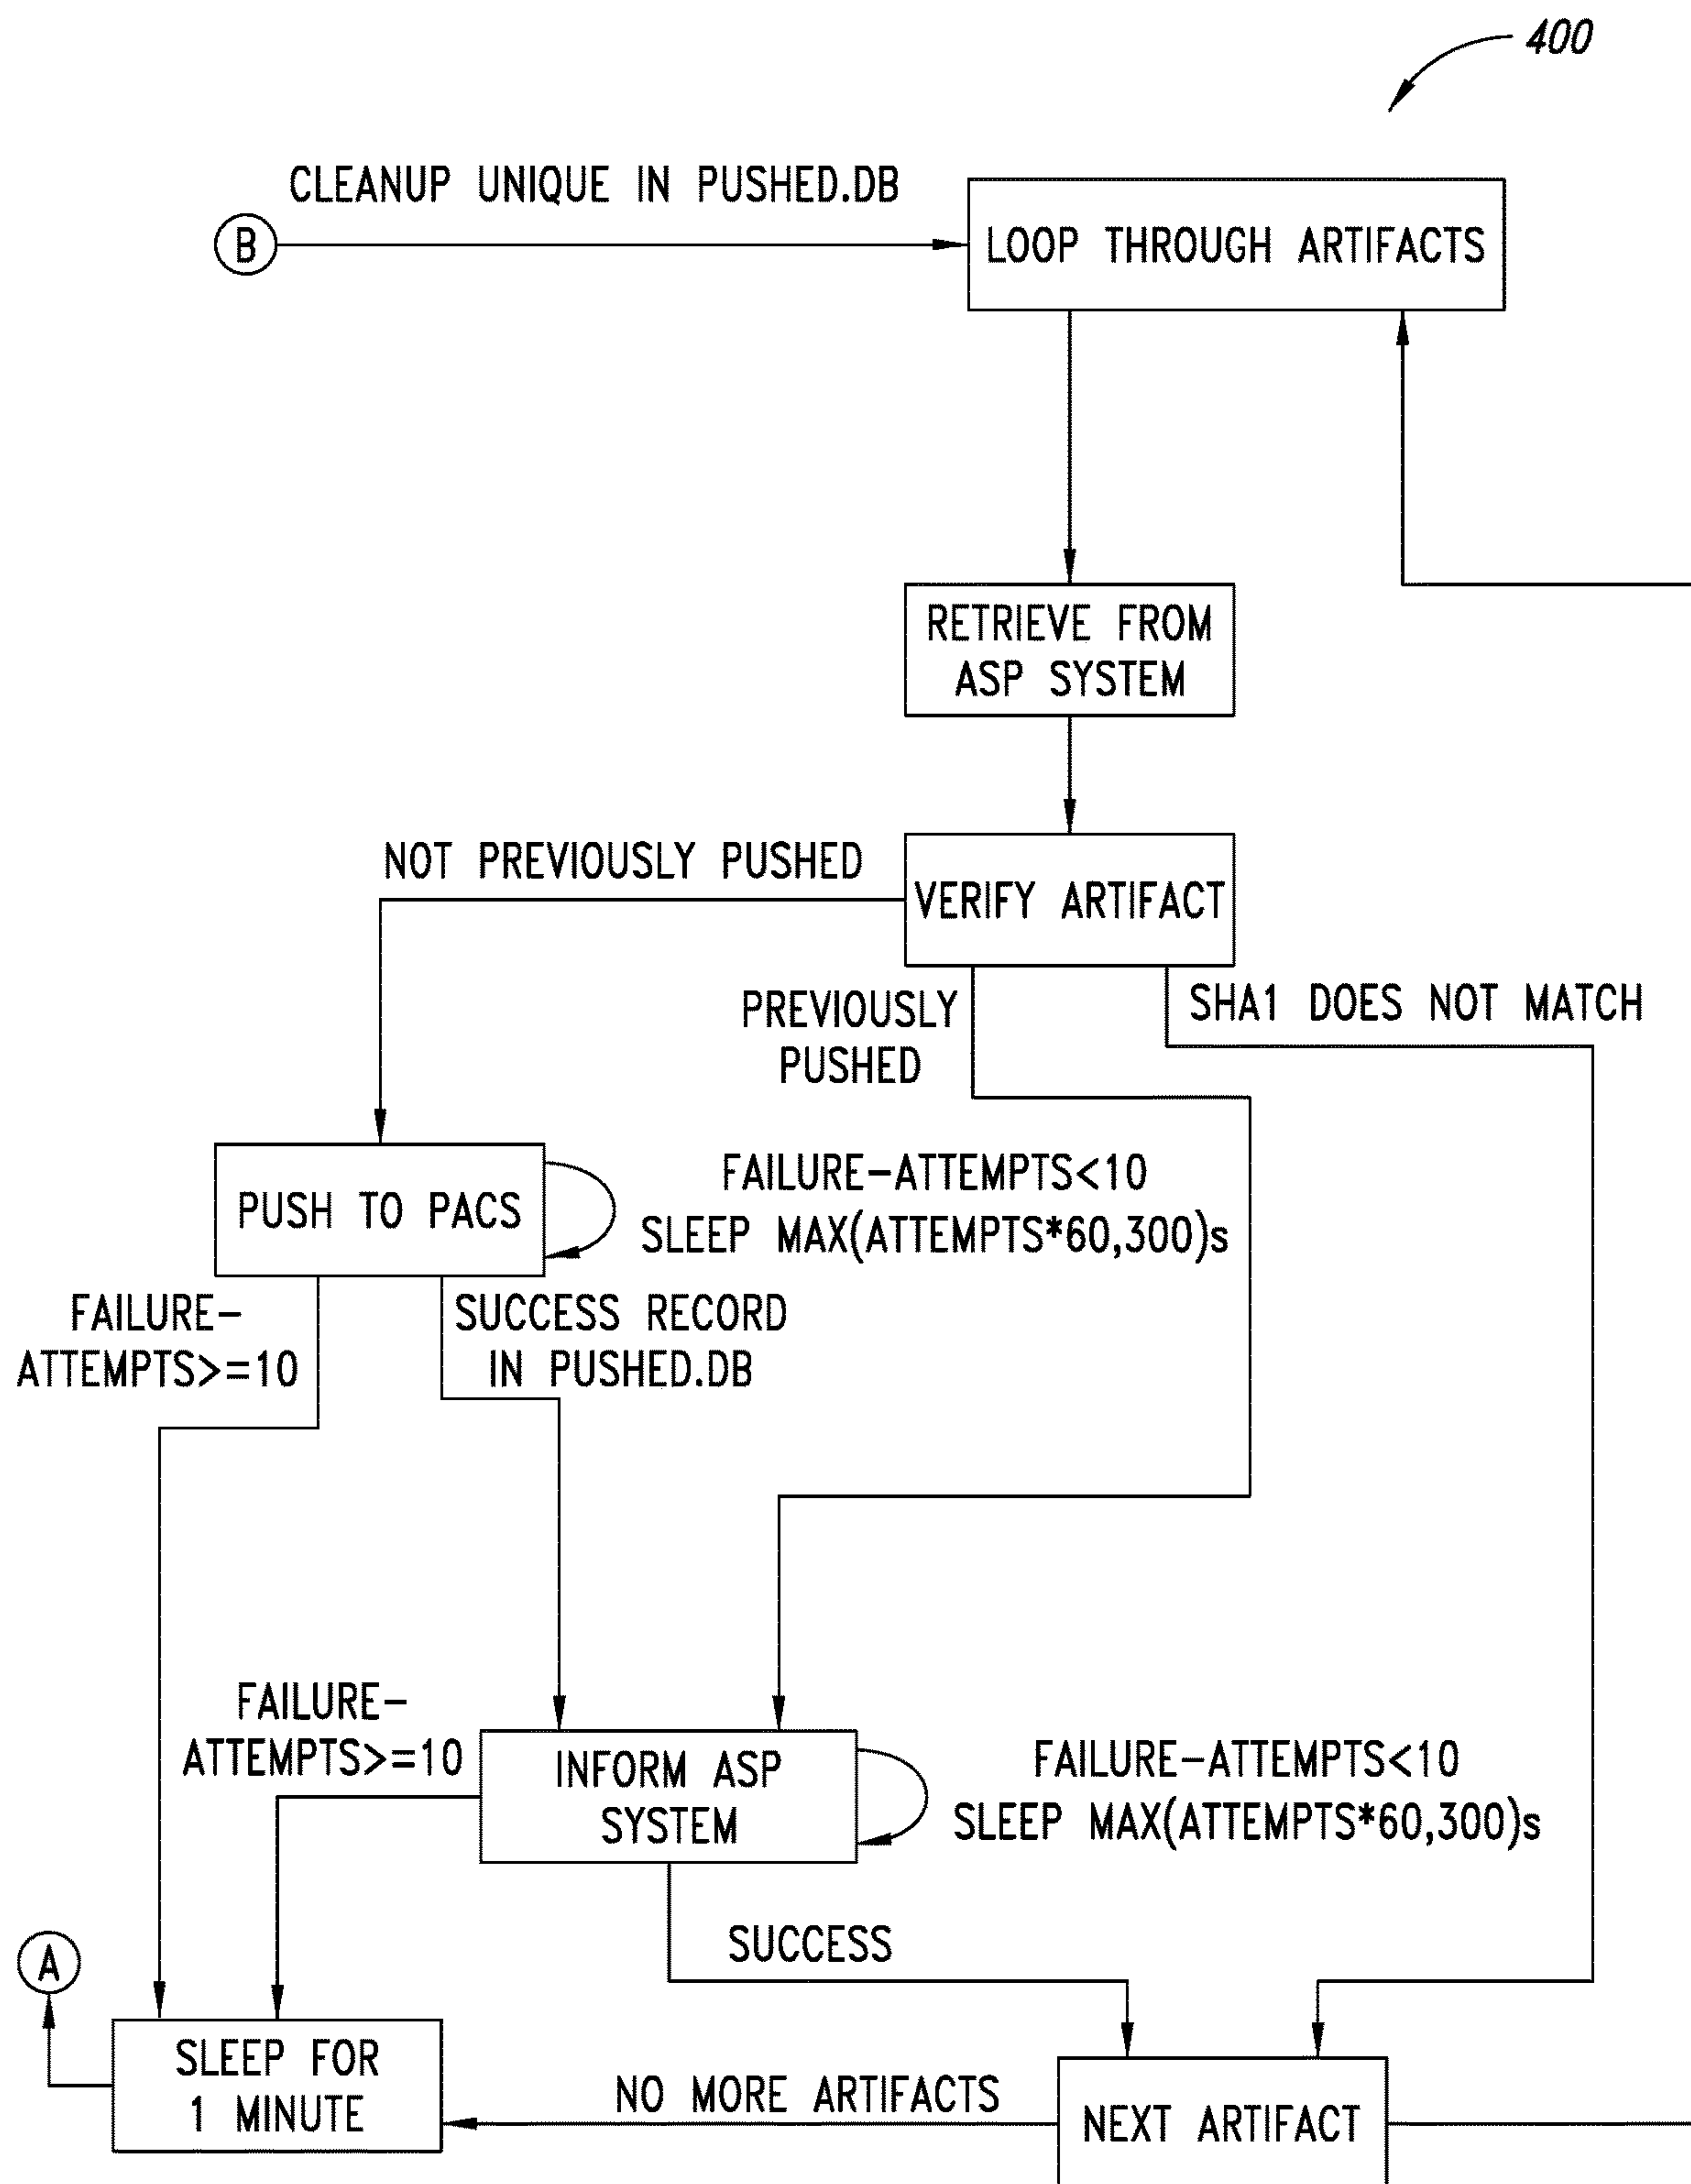 400
CLEANUP UNIQUE IN PUSHED.DB
B
LOOP THROUGH ARTIFACTS
RETRIEVE FROM
ASP SYSTEM
NOT PREVIOUSLY PUSHED
VERIFY ARTIFACT
PREVIOUSLY
PUSHED
SHA1 DOES NOT MATCH
PUSH TO PACS
FAILURE-ATTEMPTS<10
SLEEP MAX(ATTEMPTS*60,300)s
FAILURE-
ATTEMPTS>=10
SUCCESS RECORD
IN PUSHED.DB
FAILURE-
ATTEMPTS>=10
INFORM ASP
SYSTEM
FAILURE-ATTEMPTS<10
SLEEP MAX(ATTEMPTS*60,300)s
SUCCESS
A
SLEEP FOR
1 MINUTE
NO MORE ARTIFACTS
NEXT ARTIFACT